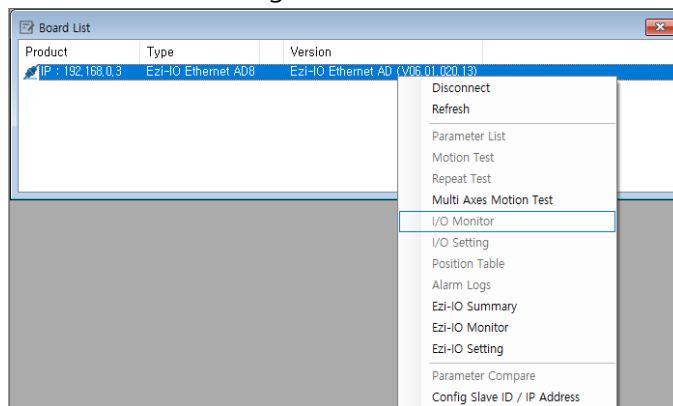 Board List
Product Type Version
IP : 192,168,0,3 Ezi-IO Ethernet AD8 Ezi-IO Ethernet AD (V06,01,020,13)
Disconnect
Refresh
Parameter List
Motion Test
Repeat Test
Multi Axes Motion Test
I/O Monitor
I/O Setting
Position Table
Alarm Logs
Ezi-IO Summary
Ezi-IO Monitor
Ezi-IO Setting
Parameter Compare
Config Slave ID / IP Address